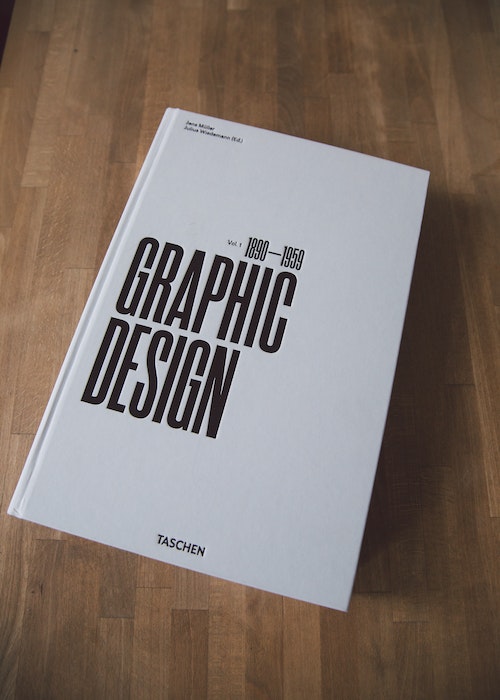 Jens Müller
Julius Wiedemann (Ed.)
Vol. 1 1890—1959
GRAPHIC
DESIGN
TASCHEN